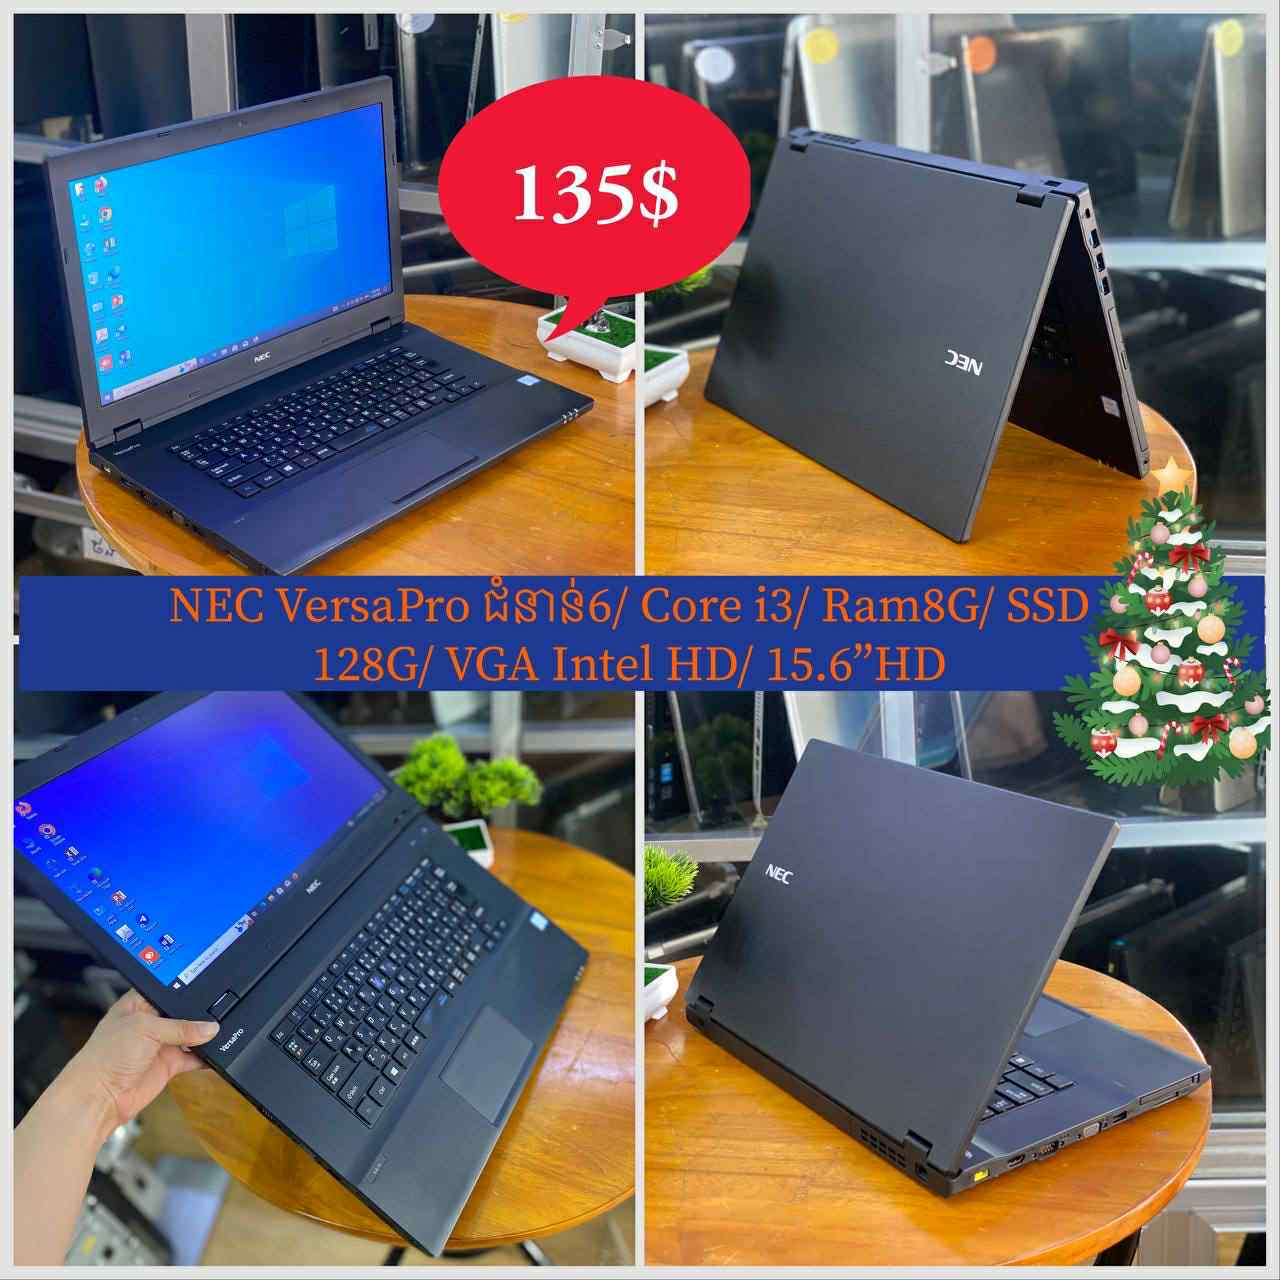 135$
NEC
VersaPro
NEC
NEC VersaPro ជំនាន់6/ Core i3/ Ram8G/ SSD
128G/ VGA Intel HD/ 15.6”HD
NEC
VersaPro
NEC